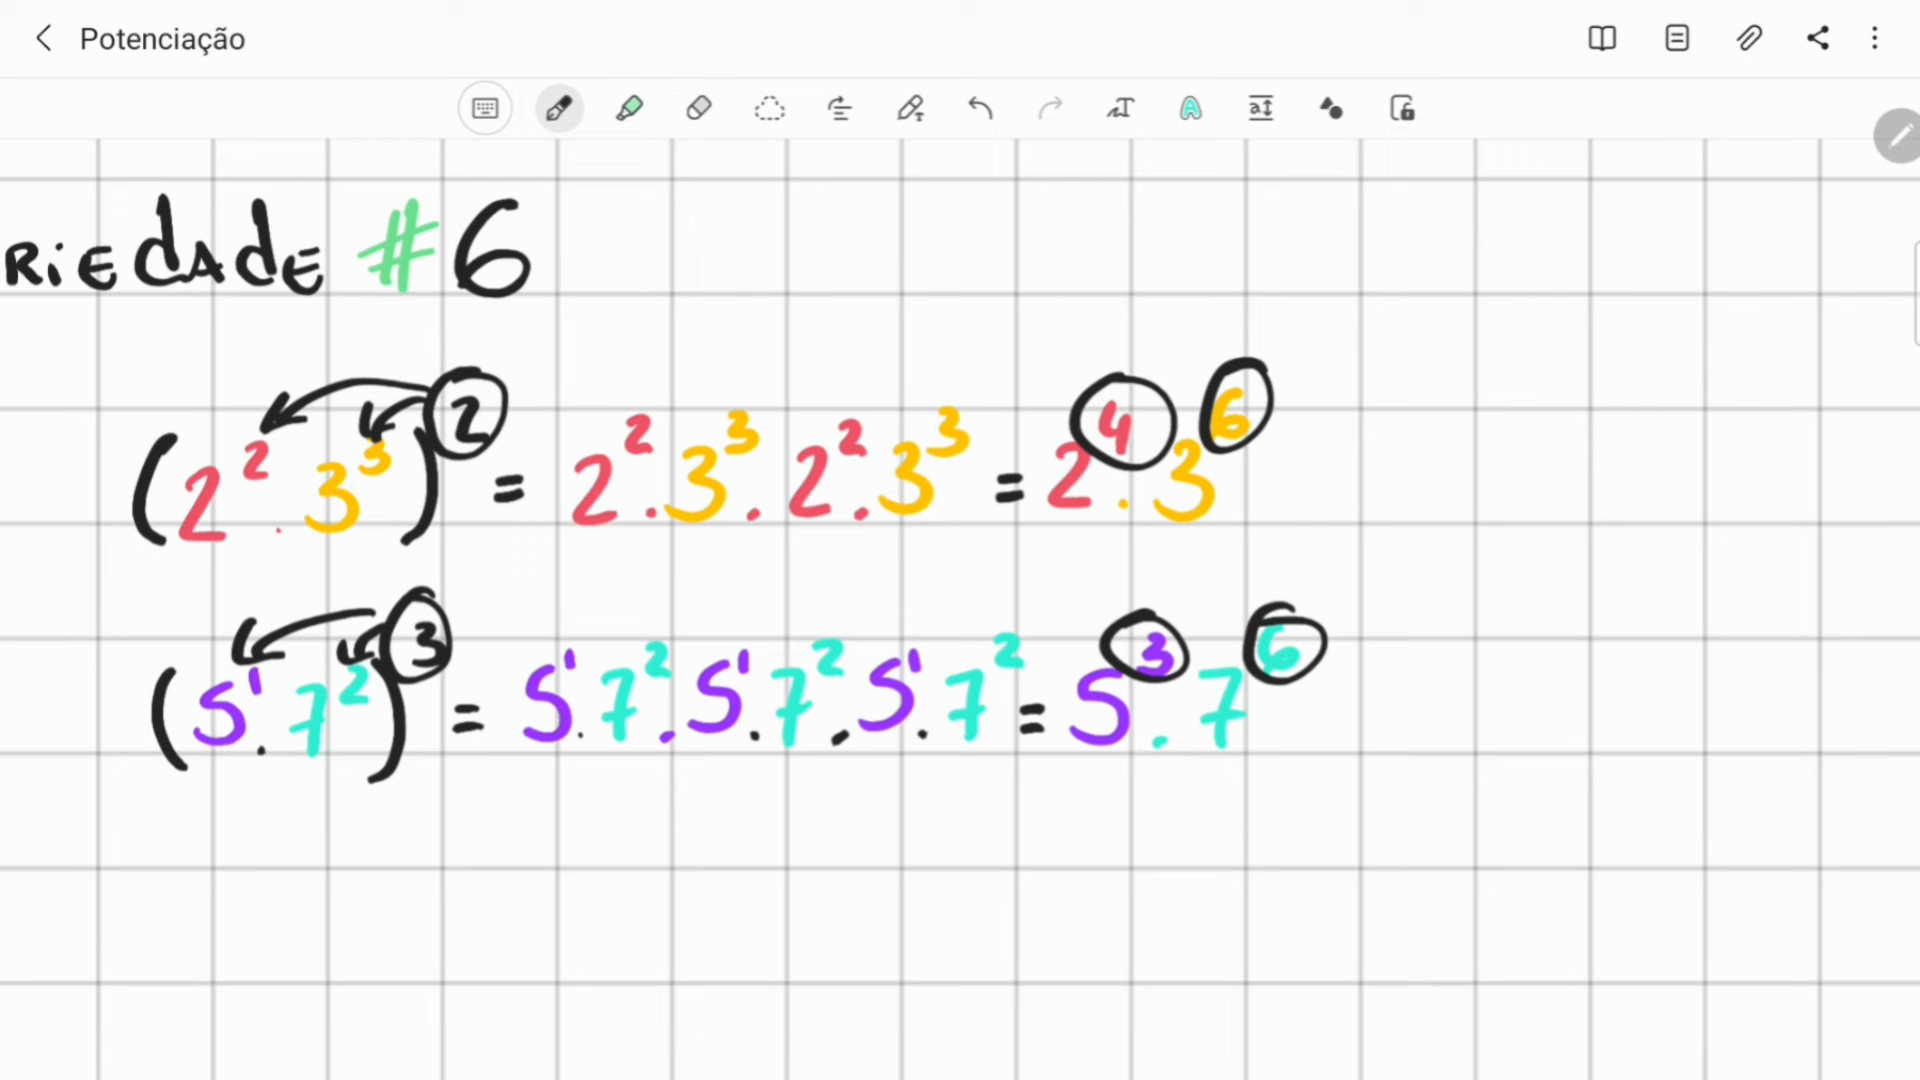 Potenciação
RiEdAdE #6
(2² . 3³)² = 2² . 3³ . 2² . 3³ = 2⁴ . 3⁶
(5¹ . 7²)³ = 5¹ . 7² . 5¹ . 7² . 5¹ . 7² = 5³ . 7⁶